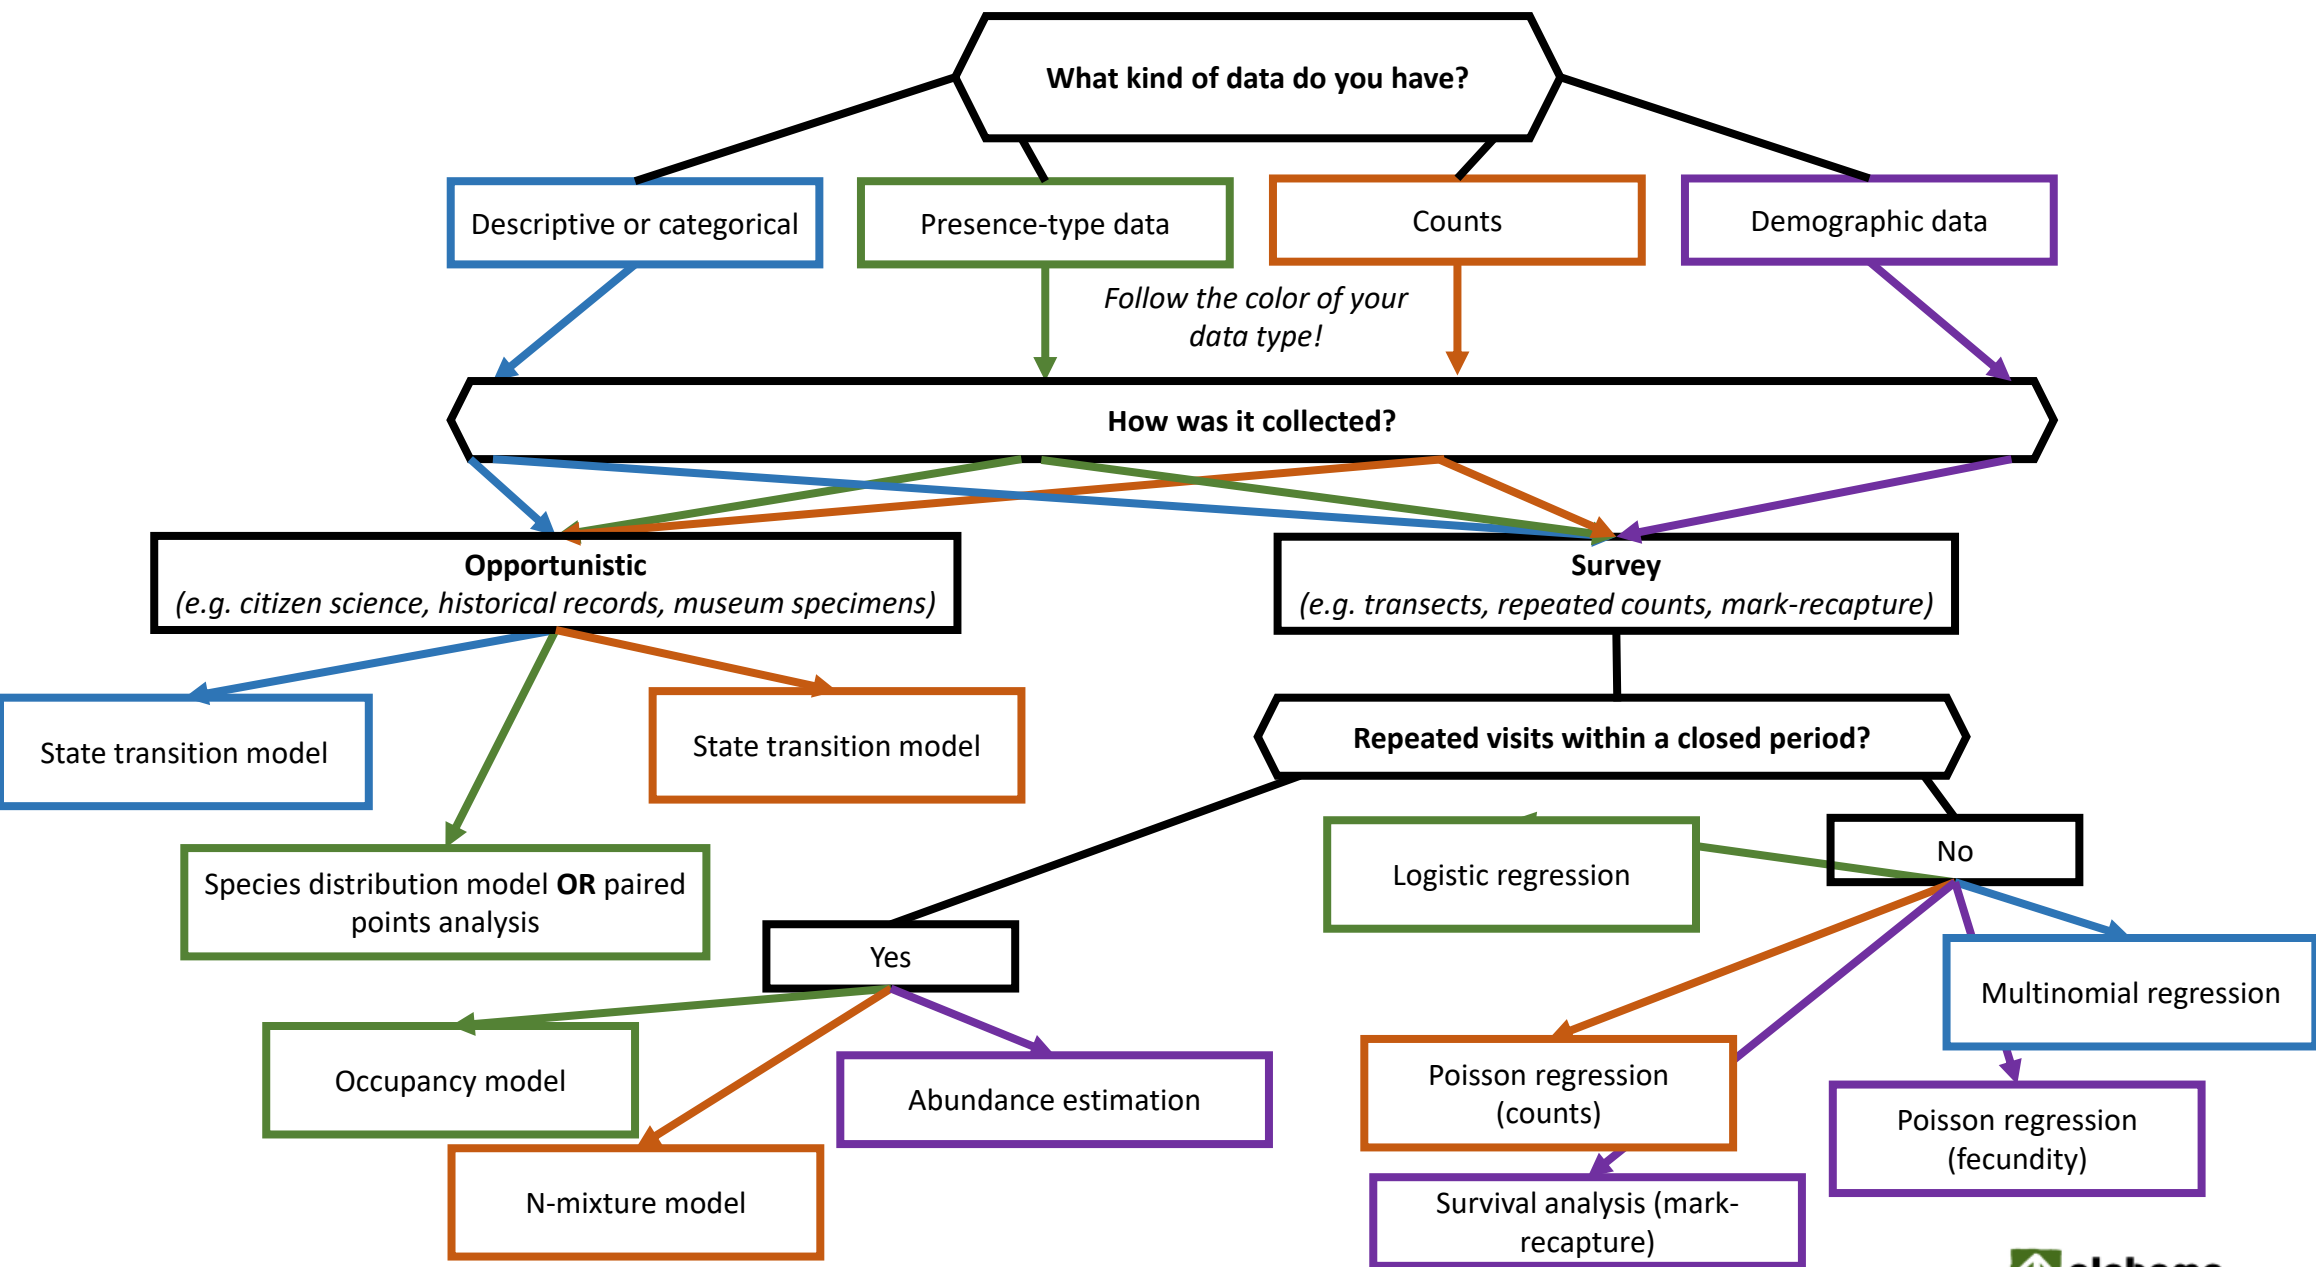 What kind of data do you have?
Descriptive or categorical
Presence-type data
Counts
Demographic data
Follow the color of your
data type!
How was it collected?
Opportunistic
(e.g. citizen science, historical records, museum specimens)
Survey
(e.g. transects, repeated counts, mark-recapture)
State transition model
State transition model
Repeated visits within a closed period?
Species distribution model OR paired
points analysis
Logistic regression
No
Yes
Multinomial regression
Occupancy model
Abundance estimation
Poisson regression
(counts)
Poisson regression
(fecundity)
N-mixture model
Survival analysis (mark-
recapture)